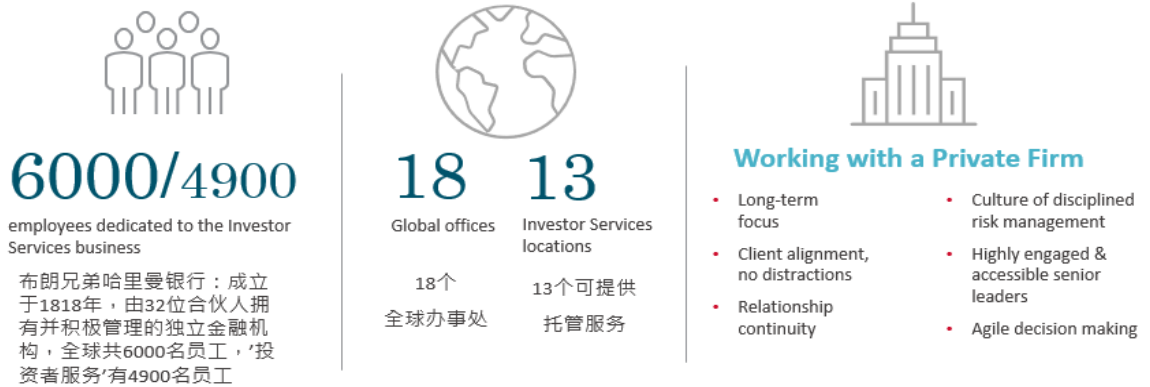 6000/4900
employees dedicated to the Investor
Services business
布朗兄弟哈里曼银行：成立
于1818年，由32位合伙人拥
有并积极管理的独立金融机
构，全球共6000名员工，'投
资者服务'有4900名员工
18
Global offices
18个
全球办事处
13
Investor Services
locations
13个可提供
托管服务
Working with a Private Firm
• Long-term
focus
• Client alignment,
no distractions
• Relationship
continuity
• Culture of disciplined
risk management
• Highly engaged &
accessible senior
leaders
• Agile decision making